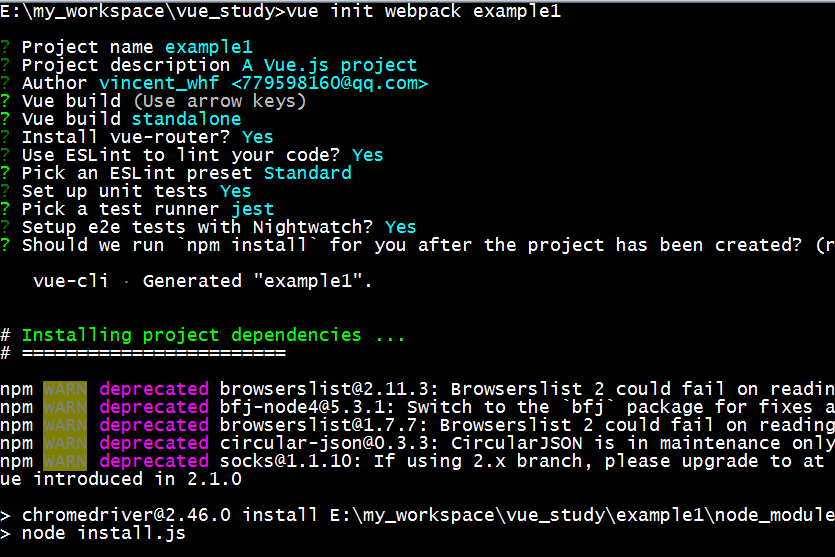 E:\my_workspace\vue_study>vue init webpack example1
? Project name example1
? Project description A Vue.js project
? Author vincent_whf <779598160@qq.com>
? Vue build (Use arrow keys)
? Vue build standalone
? Install vue-router? Yes
? Use ESLint to lint your code? Yes
? Pick an ESLint preset Standard
? Set up unit tests Yes
? Pick a test runner jest
? Setup e2e tests with Nightwatch? Yes
? Should we run `npm install` for you after the project has been created? (r
vue-cli · Generated "example1".
# Installing project dependencies ...
# ========================
npm WARN deprecated browserslist@2.11.3: Browserslist 2 could fail on readin
npm WARN deprecated bfj-node4@5.3.1: Switch to the `bfj` package for fixes a
npm WARN deprecated browserslist@1.7.7: Browserslist 2 could fail on reading
npm WARN deprecated circular-json@0.3.3: CircularJSON is in maintenance only
npm WARN deprecated socks@1.1.10: If using 2.x branch, please upgrade to at
ue introduced in 2.1.0
> chromedriver@2.46.0 install E:\my_workspace\vue_study\example1\node_module
> node install.js